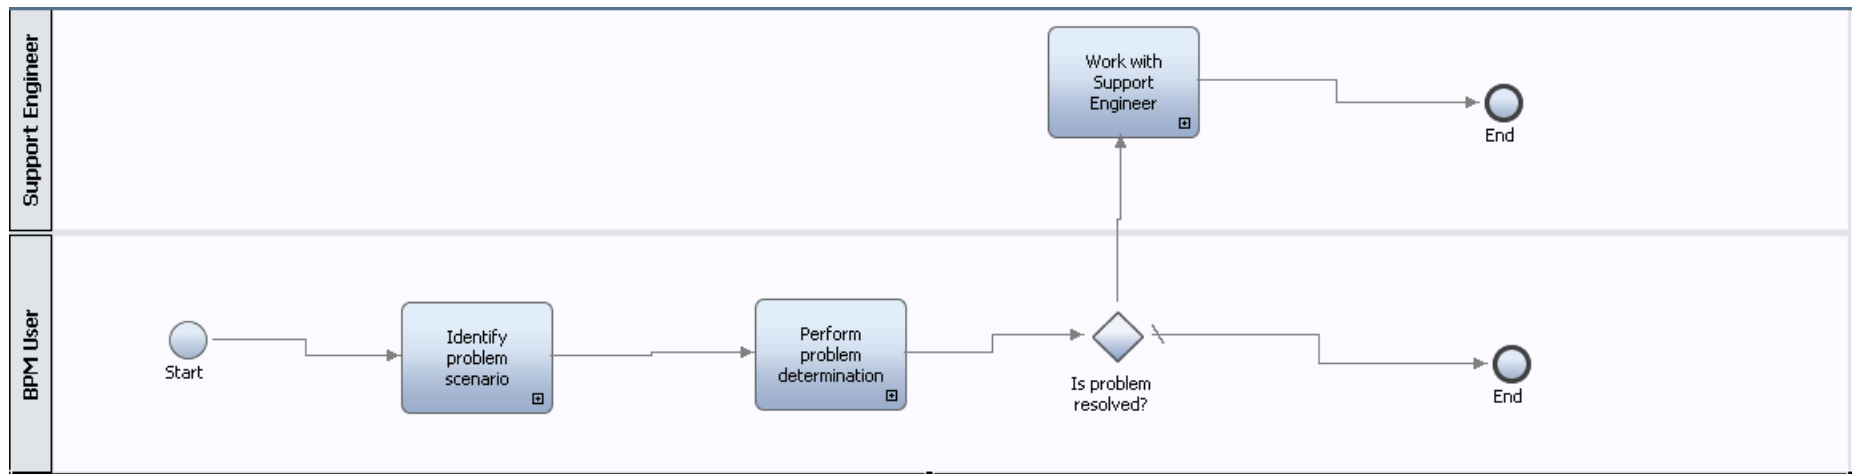 Support Engineer
Work with
Support
Engineer
End
BPM User
Start
Identify
problem
scenario
Perform
problem
determination
Is problem
resolved?
End